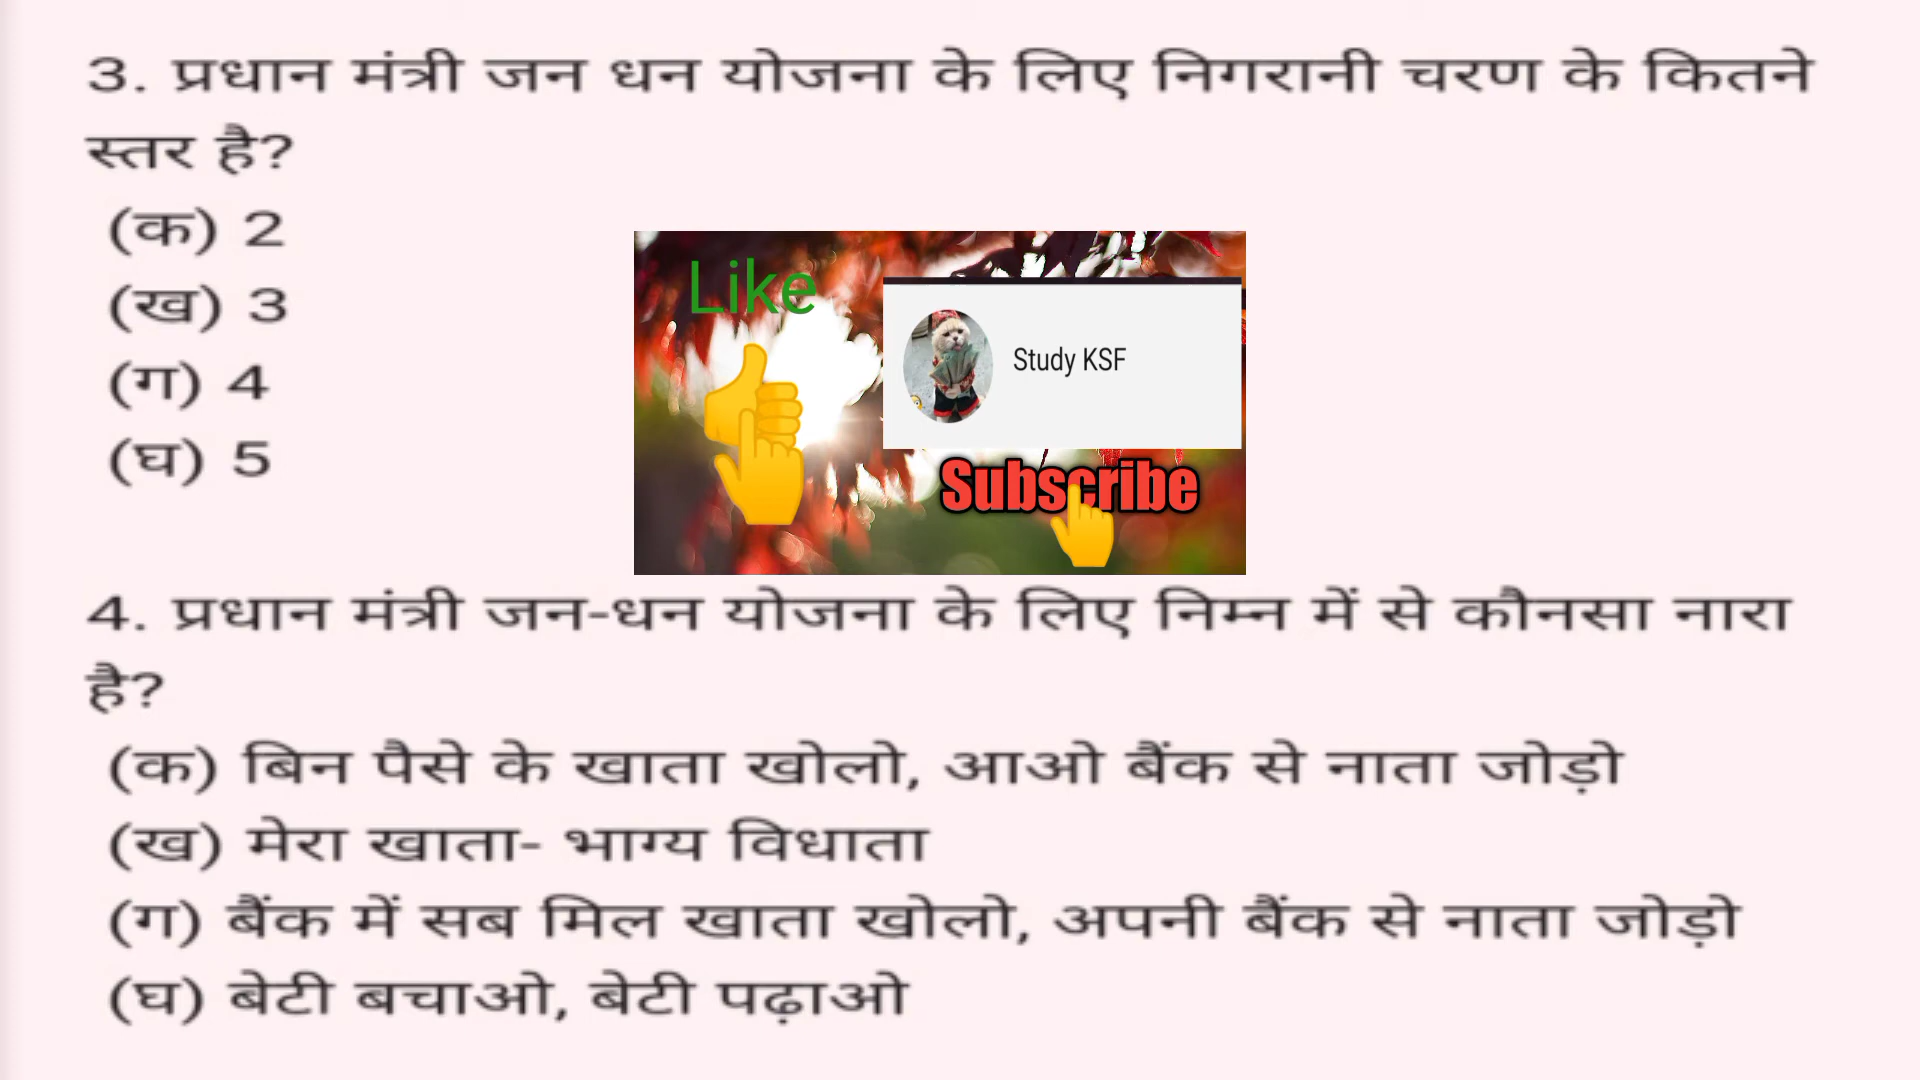 3. प्रधान मंत्री जन धन योजना के लिए निगरानी चरण के कितने
स्तर है?
(क) 2
(ख) 3
(ग) 4
(घ) 5
Like
Study KSF
Subscribe
4. प्रधान मंत्री जन-धन योजना के लिए निम्न में से कौनसा नारा
है?
(क) बिन पैसे के खाता खोलो, आओ बैंक से नाता जोड़ो
(ख) मेरा खाता- भाग्य विधाता
(ग) बैंक में सब मिल खाता खोलो, अपनी बैंक से नाता जोड़ो
(घ) बेटी बचाओ, बेटी पढ़ाओ